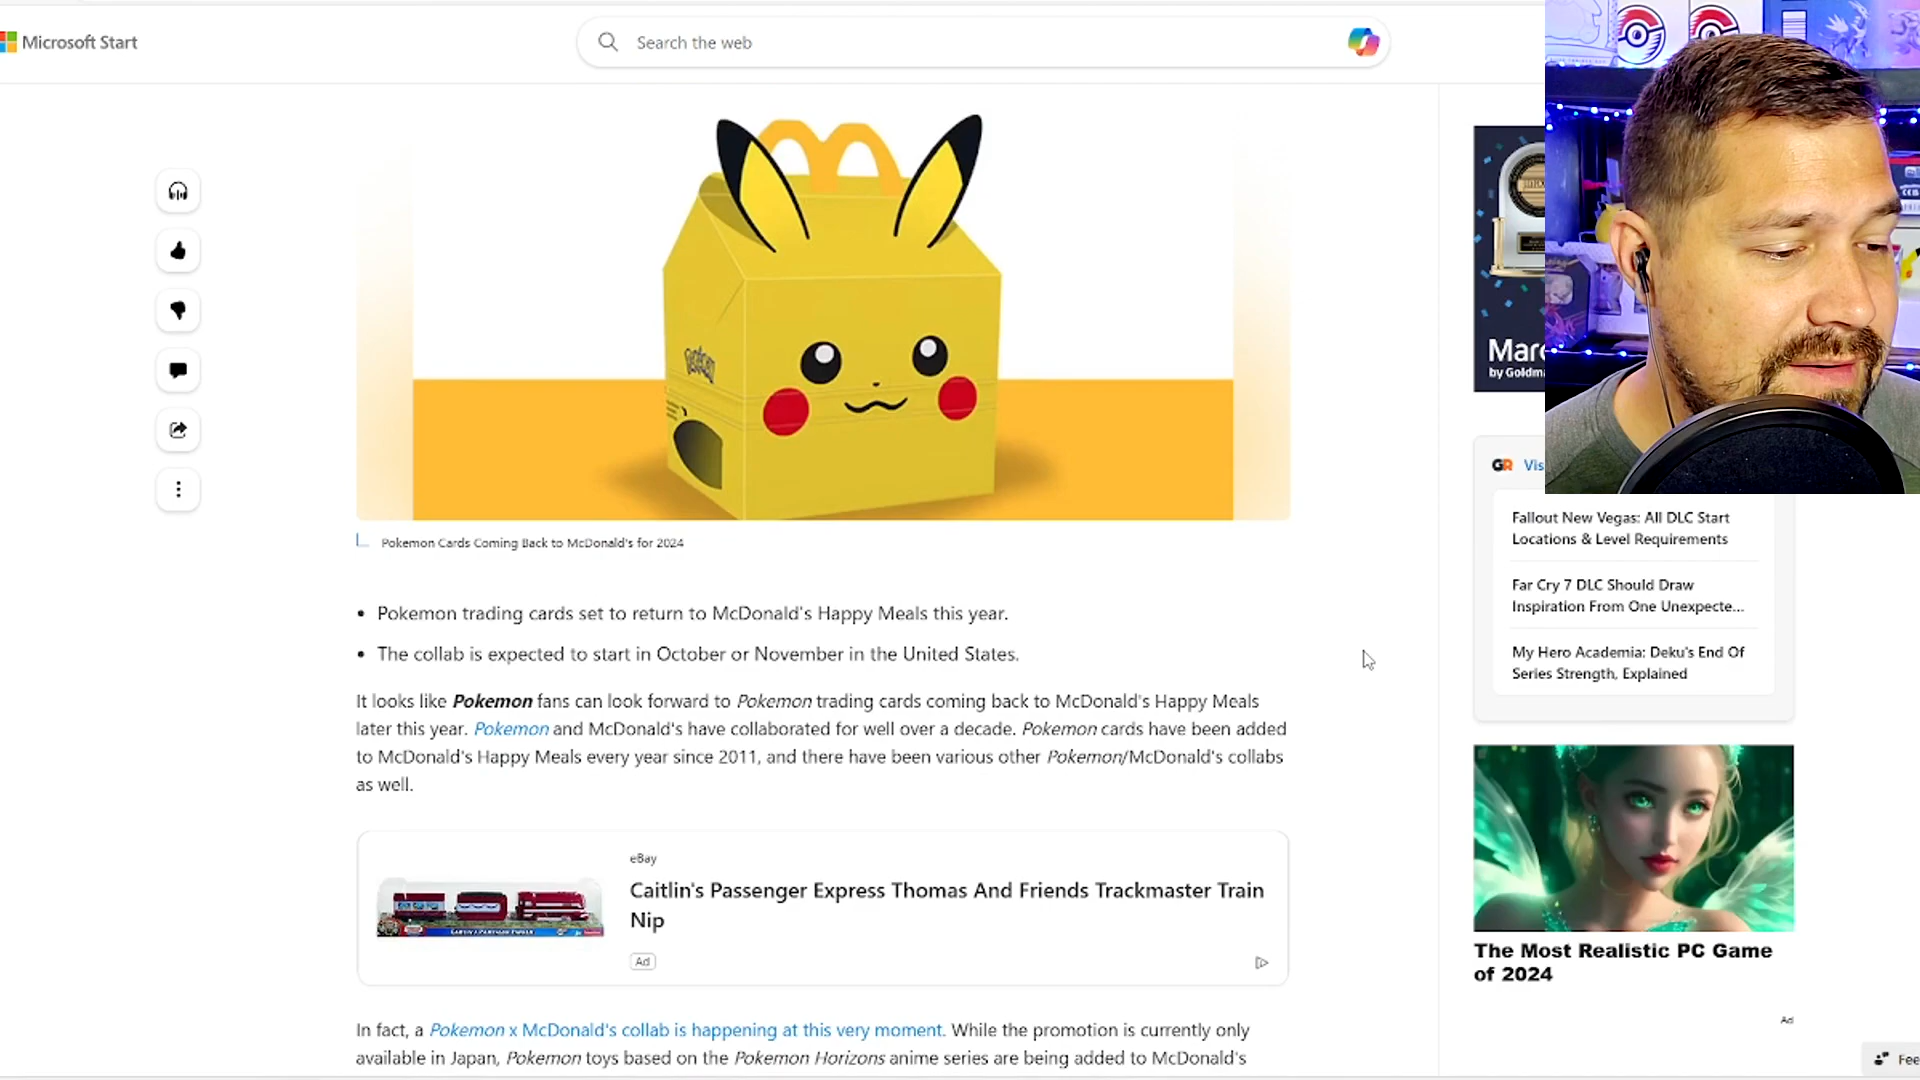 Microsoft Start
Search the web
Pokemon Cards Coming Back to McDonald's for 2024
• Pokemon trading cards set to return to McDonald's Happy Meals this year.
• The collab is expected to start in October or November in the United States.
It looks like Pokemon fans can look forward to Pokemon trading cards coming back to McDonald's Happy Meals
later this year. Pokemon and McDonald's have collaborated for well over a decade. Pokemon cards have been added
to McDonald's Happy Meals every year since 2011, and there have been various other Pokemon/McDonald's collabs
as well.
eBay
Caitlin's Passenger Express Thomas And Friends Trackmaster Train
Nip
Ad
In fact, a Pokemon x McDonald's collab is happening at this very moment. While the promotion is currently only
available in Japan, Pokemon toys based on the Pokemon Horizons anime series are being added to McDonald's
by Goldm
GR Vis
Fallout New Vegas: All DLC Start
Locations & Level Requirements
Far Cry 7 DLC Should Draw
Inspiration From One Unexpecte...
My Hero Academia: Deku's End Of
Series Strength, Explained
The Most Realistic PC Game
of 2024
Ad
Fee